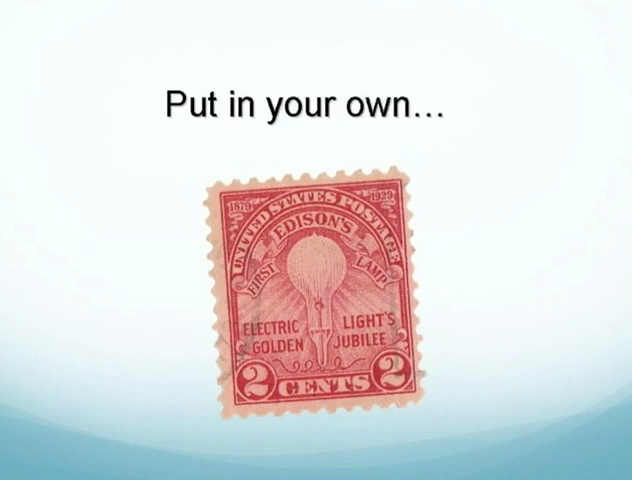 Put in your own...
1879 1929
UNITED STATES POSTAGE
EDISON'S
FIRST LAMP
ELECTRIC LIGHT'S
GOLDEN JUBILEE
2 CENTS 2